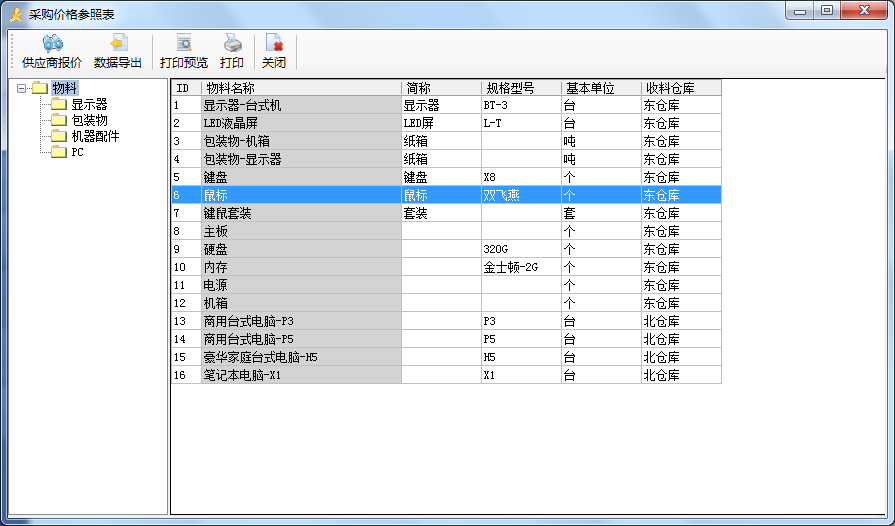 采购价格参照表
供应商报价 数据导出 打印预览 打印 关闭
物料
显示器
包装物
机器配件
PC
ID 物料名称 简称 规格型号 基本单位 收料仓库
1 显示器-台式机 显示器 BT-3 台 东仓库
2 LED液晶屏 LED屏 L-T 台 东仓库
3 包装物-机箱 纸箱 吨 东仓库
4 包装物-显示器 纸箱 吨 东仓库
5 键盘 键盘 X8 个 东仓库
6 鼠标 鼠标 双飞燕 个 东仓库
7 键鼠套装 套装 套 东仓库
8 主板 个 东仓库
9 硬盘 320G 个 东仓库
10 内存 金士顿-2G 个 东仓库
11 电源 个 东仓库
12 机箱 个 东仓库
13 商用台式电脑-P3 P3 台 北仓库
14 商用台式电脑-P5 P5 台 北仓库
15 豪华家庭台式电脑-H5 H5 台 北仓库
16 笔记本电脑-X1 X1 台 北仓库